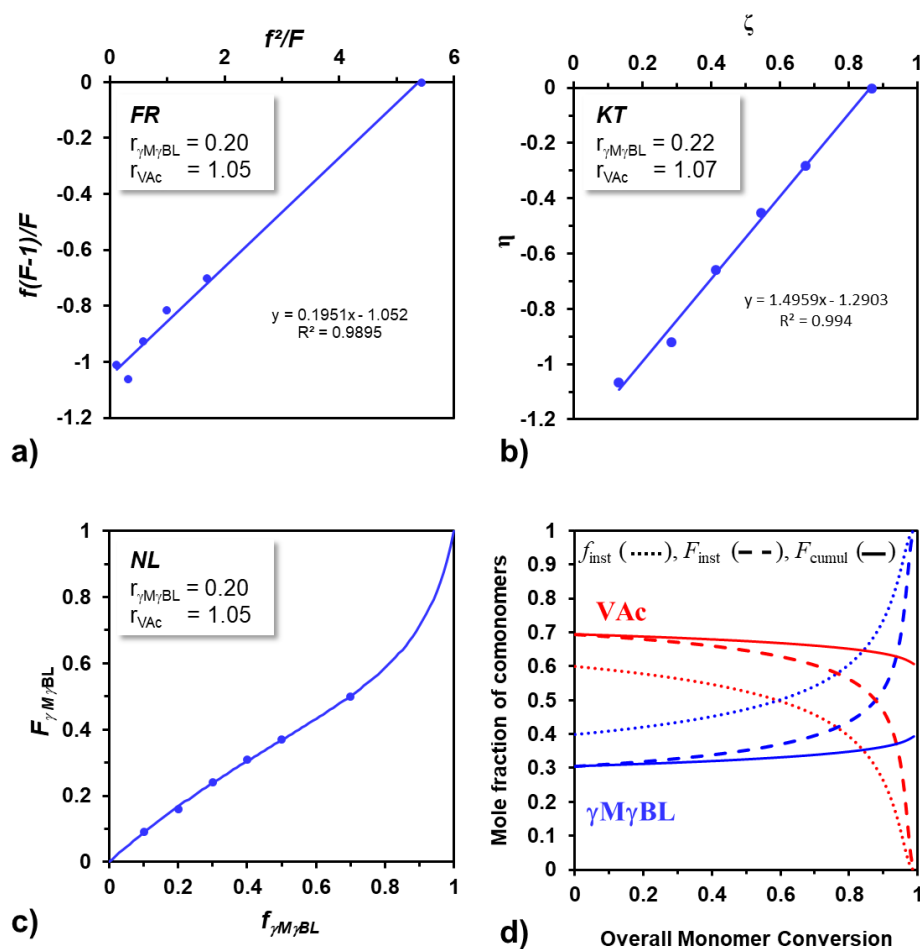 f²/F
0 2 4 6
0
-0.2
-0.4
-0.6
-0.8
-1
-1.2
f(F-1)/F
FR
rγMγBL = 0.20
rVAc = 1.05
y = 0.1951x - 1.052
R² = 0.9895
a)
ζ
0 0.2 0.4 0.6 0.8 1
0
-0.2
-0.4
-0.6
-0.8
-1
-1.2
η
KT
rγMγBL = 0.22
rVAc = 1.07
y = 1.4959x - 1.2903
R² = 0.994
b)
1
0.8
0.6
0.4
0.2
0
FγMγBL
NL
rγMγBL = 0.20
rVAc = 1.05
0 0.2 0.4 0.6 0.8 1
fγMγBL
c)
1
0.9
0.8
0.7
0.6
0.5
0.4
0.3
0.2
0.1
0
Mole fraction of comonomers
finst (······), Finst (– – –), Fcumul (—)
VAc
γMγBL
0 0.2 0.4 0.6 0.8 1
Overall Monomer Conversion
d)